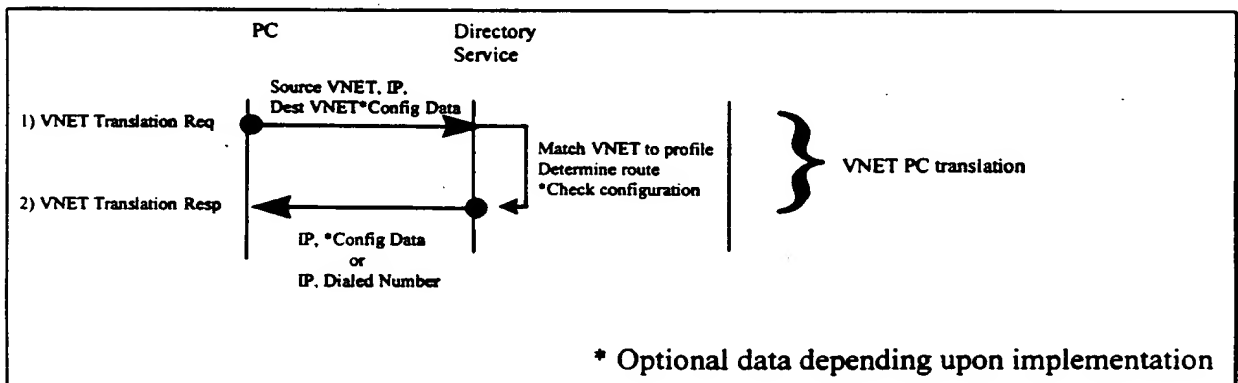 PC
Directory
Service
Source VNET, IP,
Dest VNET*Config Data
1) VNET Translation Req
Match VNET to profile
Determine route
*Check configuration
VNET PC translation
2) VNET Translation Resp
IP, *Config Data
or
IP, Dialed Number
* Optional data depending upon implementation